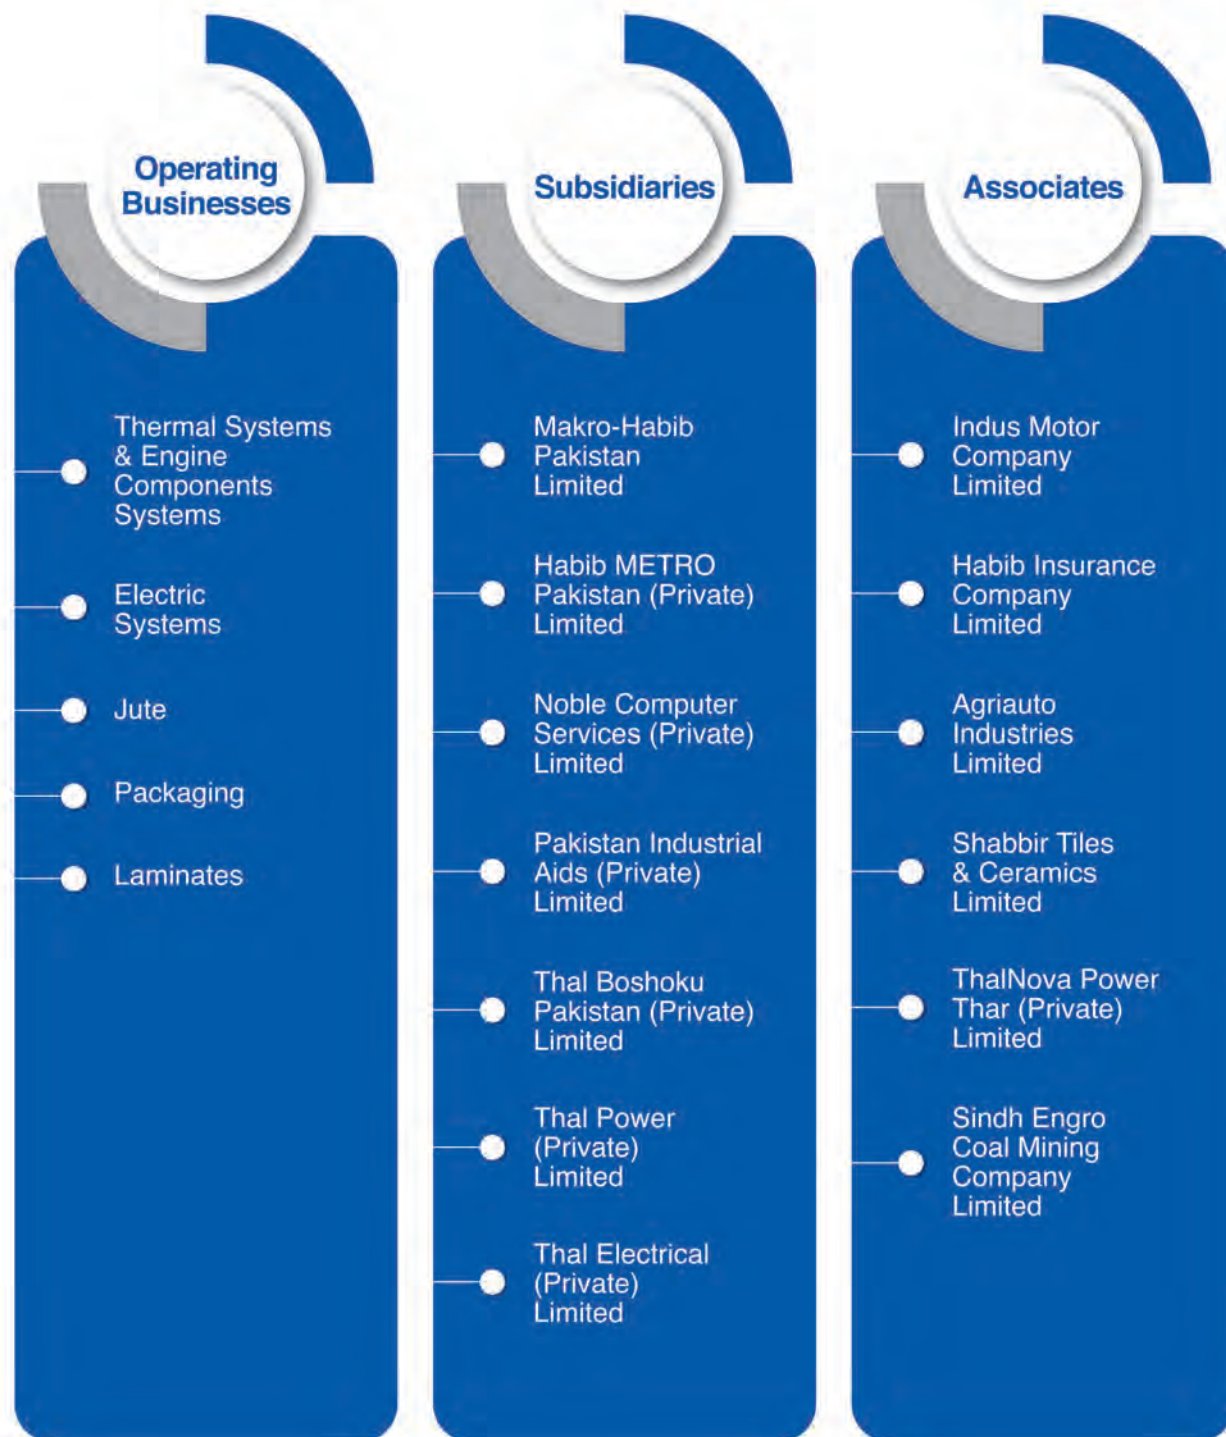 Operating
Businesses
Thermal Systems
& Engine
Components
Systems
Electric
Systems
Jute
Packaging
Laminates
Subsidiaries
Makro-Habib
Pakistan
Limited
Habib METRO
Pakistan (Private)
Limited
Noble Computer
Services (Private)
Limited
Pakistan Industrial
Aids (Private)
Limited
Thal Boshoku
Pakistan (Private)
Limited
Thal Power
(Private)
Limited
Thal Electrical
(Private)
Limited
Associates
Indus Motor
Company
Limited
Habib Insurance
Company
Limited
Agriauto
Industries
Limited
Shabbir Tiles
& Ceramics
Limited
ThalNova Power
Thar (Private)
Limited
Sindh Engro
Coal Mining
Company
Limited